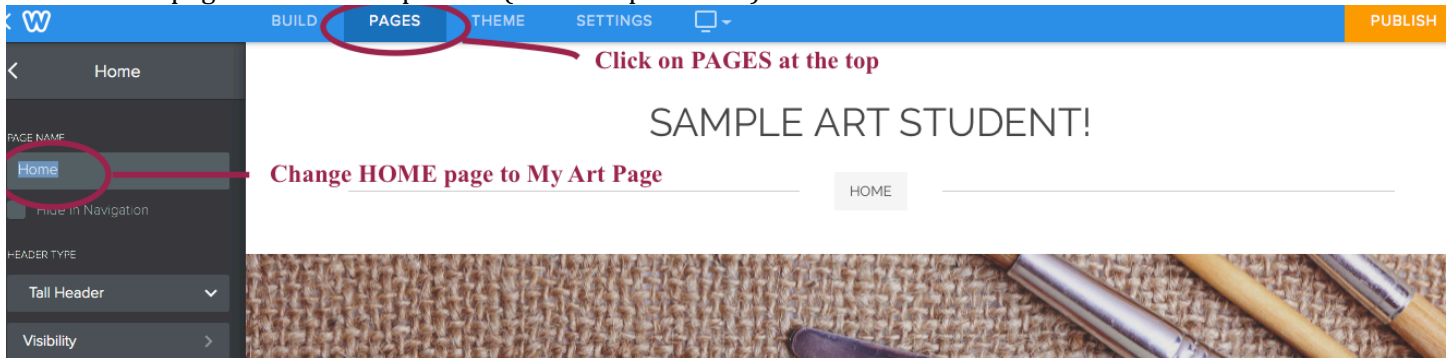 BUILD PAGES THEME SETTINGS PUBLISH
Click on PAGES at the top
Home
SAMPLE ART STUDENT!
PAGE NAME
Home
Change HOME page to My Art Page
HOME
Hide in Navigation
HEADER TYPE
Tall Header
Visibility